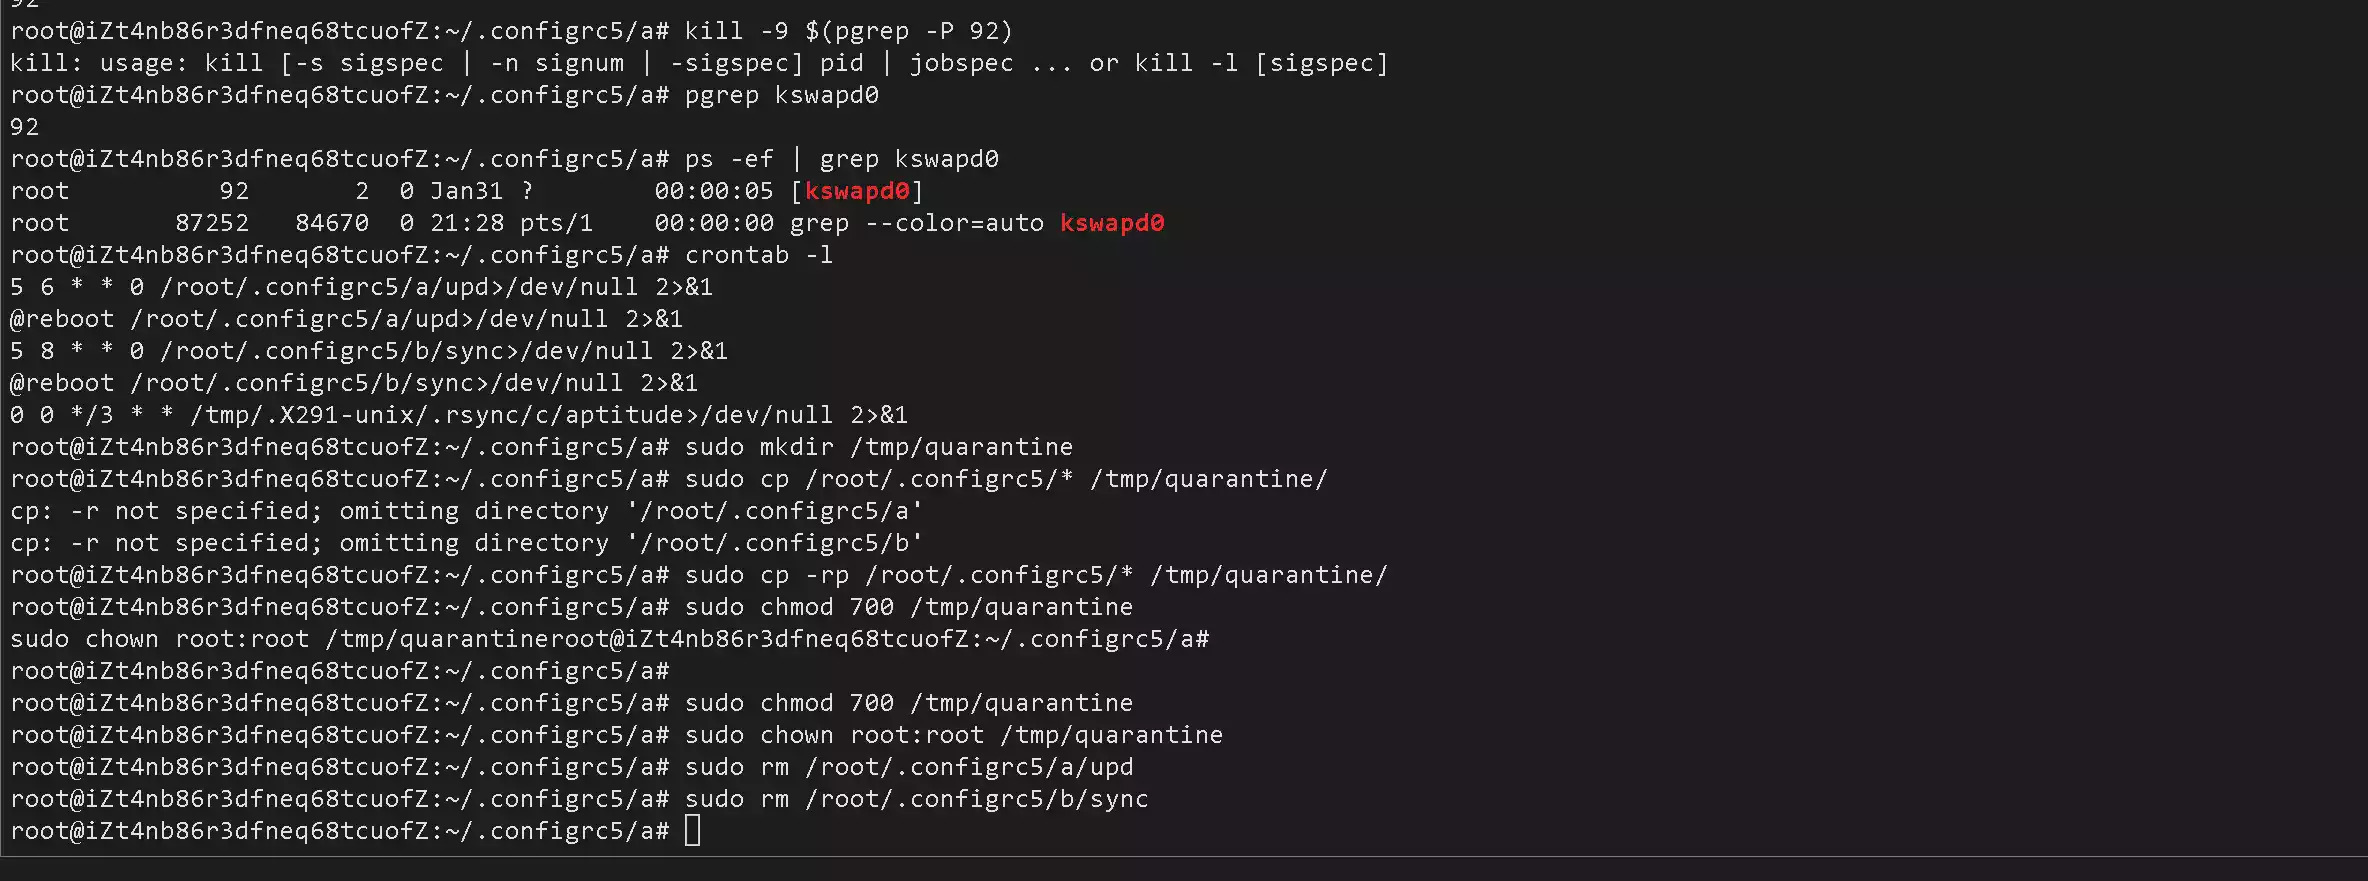 92
root@iZt4nb86r3dfneq68tcuofZ:~/.configrc5/a# kill -9 $(pgrep -P 92)
kill: usage: kill [-s sigspec | -n signum | -sigspec] pid | jobspec ... or kill -l [sigspec]
root@iZt4nb86r3dfneq68tcuofZ:~/.configrc5/a# pgrep kswapd0
92
root@iZt4nb86r3dfneq68tcuofZ:~/.configrc5/a# ps -ef | grep kswapd0
root          92       2  0 Jan31 ?        00:00:05 [kswapd0]
root       87252   84670  0 21:28 pts/1    00:00:00 grep --color=auto kswapd0
root@iZt4nb86r3dfneq68tcuofZ:~/.configrc5/a# crontab -l
5 6 * * 0 /root/.configrc5/a/upd>/dev/null 2>&1
@reboot /root/.configrc5/a/upd>/dev/null 2>&1
5 8 * * 0 /root/.configrc5/b/sync>/dev/null 2>&1
@reboot /root/.configrc5/b/sync>/dev/null 2>&1
0 0 */3 * * /tmp/.X291-unix/.rsync/c/aptitude>/dev/null 2>&1
root@iZt4nb86r3dfneq68tcuofZ:~/.configrc5/a# sudo mkdir /tmp/quarantine
root@iZt4nb86r3dfneq68tcuofZ:~/.configrc5/a# sudo cp /root/.configrc5/* /tmp/quarantine/
cp: -r not specified; omitting directory '/root/.configrc5/a'
cp: -r not specified; omitting directory '/root/.configrc5/b'
root@iZt4nb86r3dfneq68tcuofZ:~/.configrc5/a# sudo cp -rp /root/.configrc5/* /tmp/quarantine/
root@iZt4nb86r3dfneq68tcuofZ:~/.configrc5/a# sudo chmod 700 /tmp/quarantine
sudo chown root:root /tmp/quarantineroot@iZt4nb86r3dfneq68tcuofZ:~/.configrc5/a#
root@iZt4nb86r3dfneq68tcuofZ:~/.configrc5/a#
root@iZt4nb86r3dfneq68tcuofZ:~/.configrc5/a# sudo chmod 700 /tmp/quarantine
root@iZt4nb86r3dfneq68tcuofZ:~/.configrc5/a# sudo chown root:root /tmp/quarantine
root@iZt4nb86r3dfneq68tcuofZ:~/.configrc5/a# sudo rm /root/.configrc5/a/upd
root@iZt4nb86r3dfneq68tcuofZ:~/.configrc5/a# sudo rm /root/.configrc5/b/sync
root@iZt4nb86r3dfneq68tcuofZ:~/.configrc5/a#